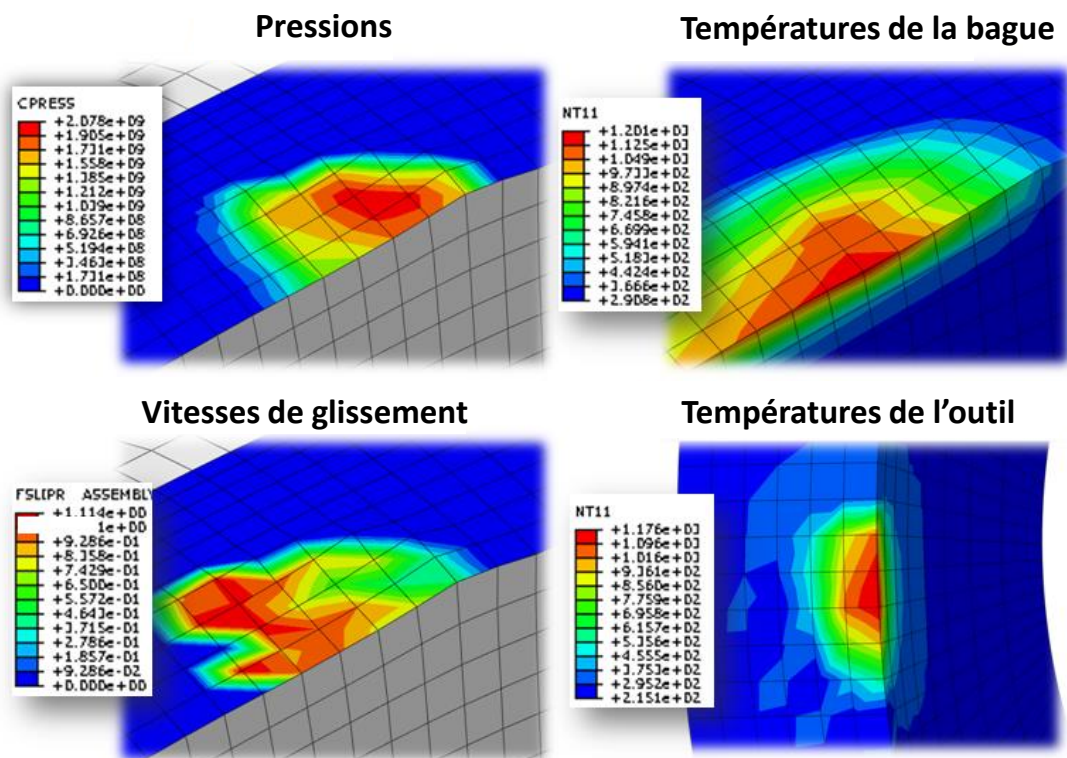 Pressions
CPRESS
+2.078e+09
+1.905e+09
+1.731e+09
+1.558e+09
+1.385e+09
+1.212e+09
+1.039e+09
+8.657e+08
+6.926e+08
+5.194e+08
+3.463e+08
+1.731e+08
+0.000e+00
Températures de la bague
NT11
+1.201e+03
+1.125e+03
+1.049e+03
+9.733e+02
+8.974e+02
+8.216e+02
+7.458e+02
+6.699e+02
+5.941e+02
+5.183e+02
+4.424e+02
+3.666e+02
+2.908e+02
Vitesses de glissement
FSLIPR ASSEMBLY
+1.114e+00
1e+00
+9.286e-01
+8.358e-01
+7.429e-01
+6.500e-01
+5.572e-01
+4.643e-01
+3.715e-01
+2.786e-01
+1.857e-01
+9.286e-02
+0.000e+00
Températures de l'outil
NT11
+1.176e+03
+1.096e+03
+1.016e+03
+9.361e+02
+8.560e+02
+7.759e+02
+6.958e+02
+6.157e+02
+5.356e+02
+4.555e+02
+3.753e+02
+2.952e+02
+2.151e+02